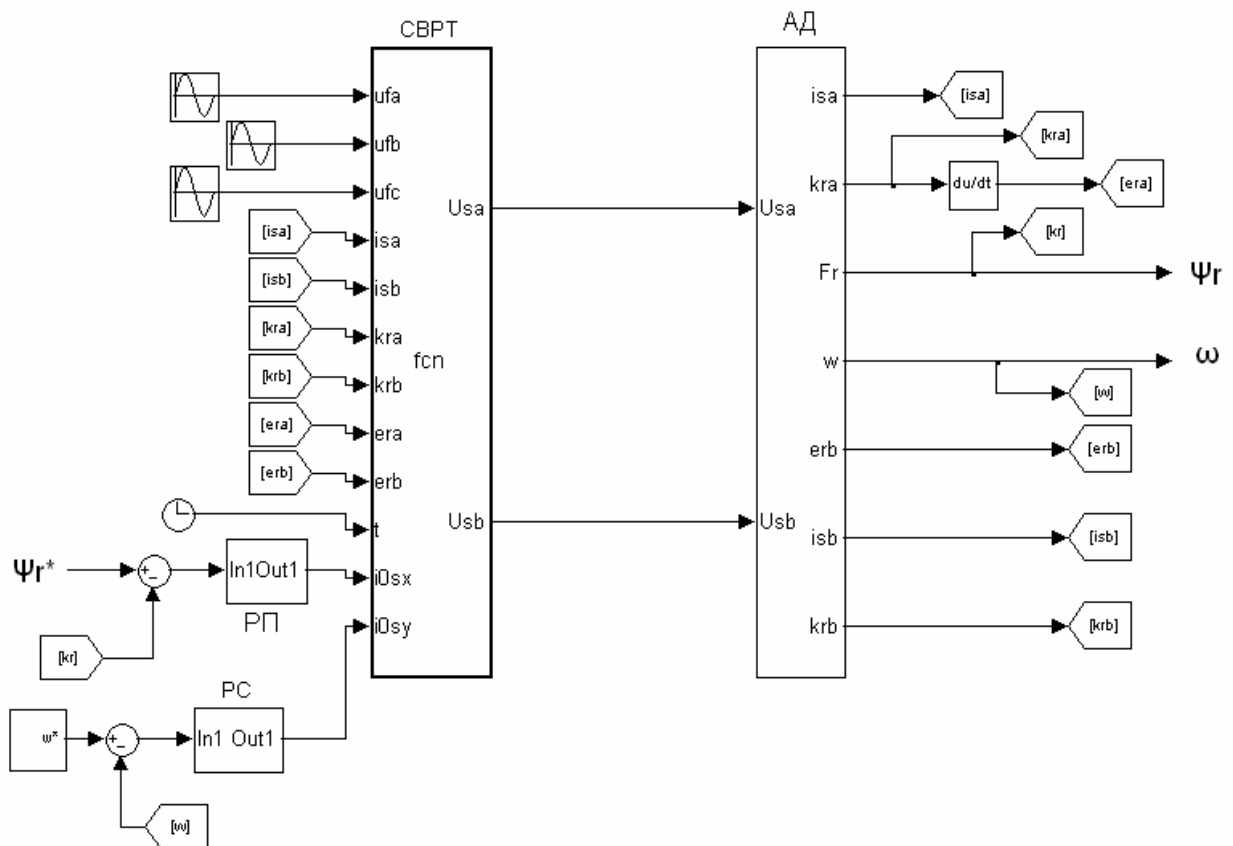 СВРТ
АД
ufa
ufb
ufc
[isa]
isa
[isb]
isb
[kra]
kra
[krb]
krb
fcn
[era]
era
[erb]
erb
t
Ψr*
+
−
In1Out1
РП
i0sx
i0sy
[kr]
РС
w*
+
−
In1 Out1
[w]
Usa
Usb
Usa
Usb
isa
[isa]
kra
[kra]
du/dt
[era]
Fr
[kr]
Ψr
w
ω
[w]
erb
[erb]
isb
[isb]
krb
[krb]